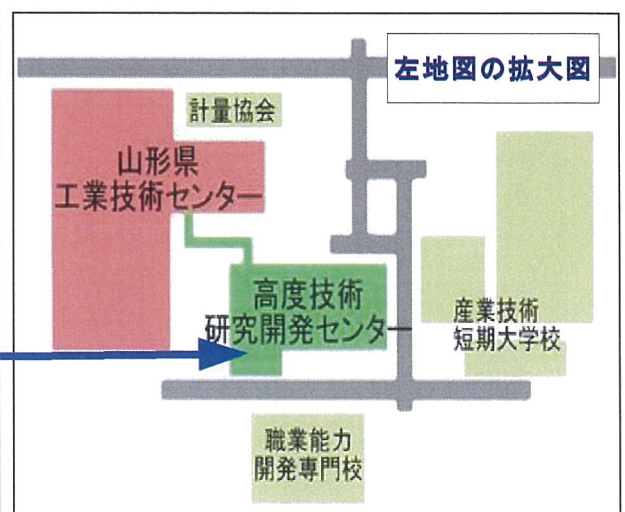 左地図の拡大図
計量協会
山形県
工業技術センター
高度技術
研究開発センター
産業技術
短期大学校
職業能力
開発専門校